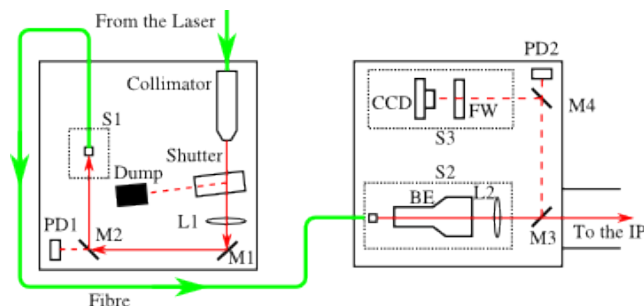 From the Laser
Collimator
S1
Shutter
Dump
L1
PD1
M2
M1
Fibre
PD2
CCD
FW
M4
S3
S2
BE
L2
M3
To the IP